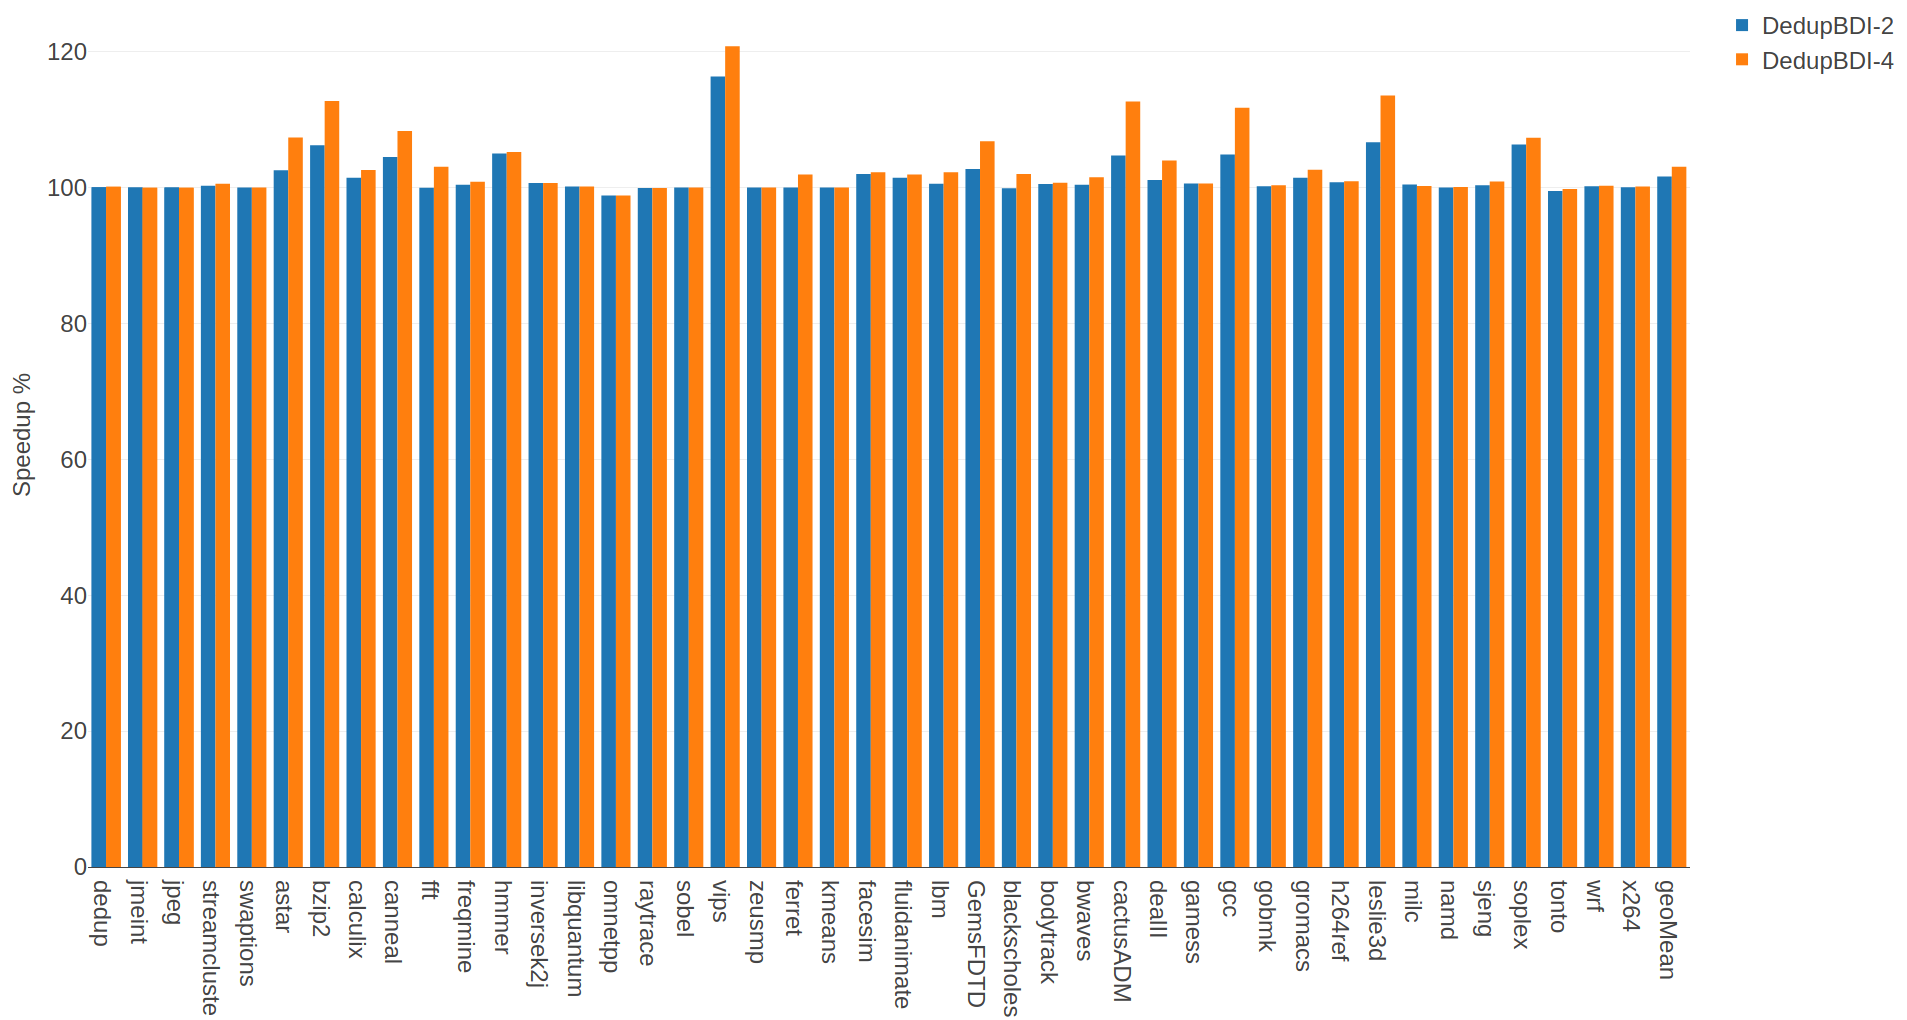 DedupBDI-2
DedupBDI-4
Speedup %
120
100
80
60
40
20
0
dedup
jmeint
jpeg
streamcluste
swaptions
astar
bzip2
calculix
canneal
fft
freqmine
hmmer
inversek2j
libquantum
omnetpp
raytrace
sobel
vips
zeusmp
ferret
kmeans
facesim
fluidanimate
lbm
GemsFDTD
blackscholes
bodytrack
bwaves
cactusADM
dealII
gamess
gcc
gobmk
gromacs
h264ref
leslie3d
milc
namd
sjeng
soplex
tonto
wrf
x264
geoMean